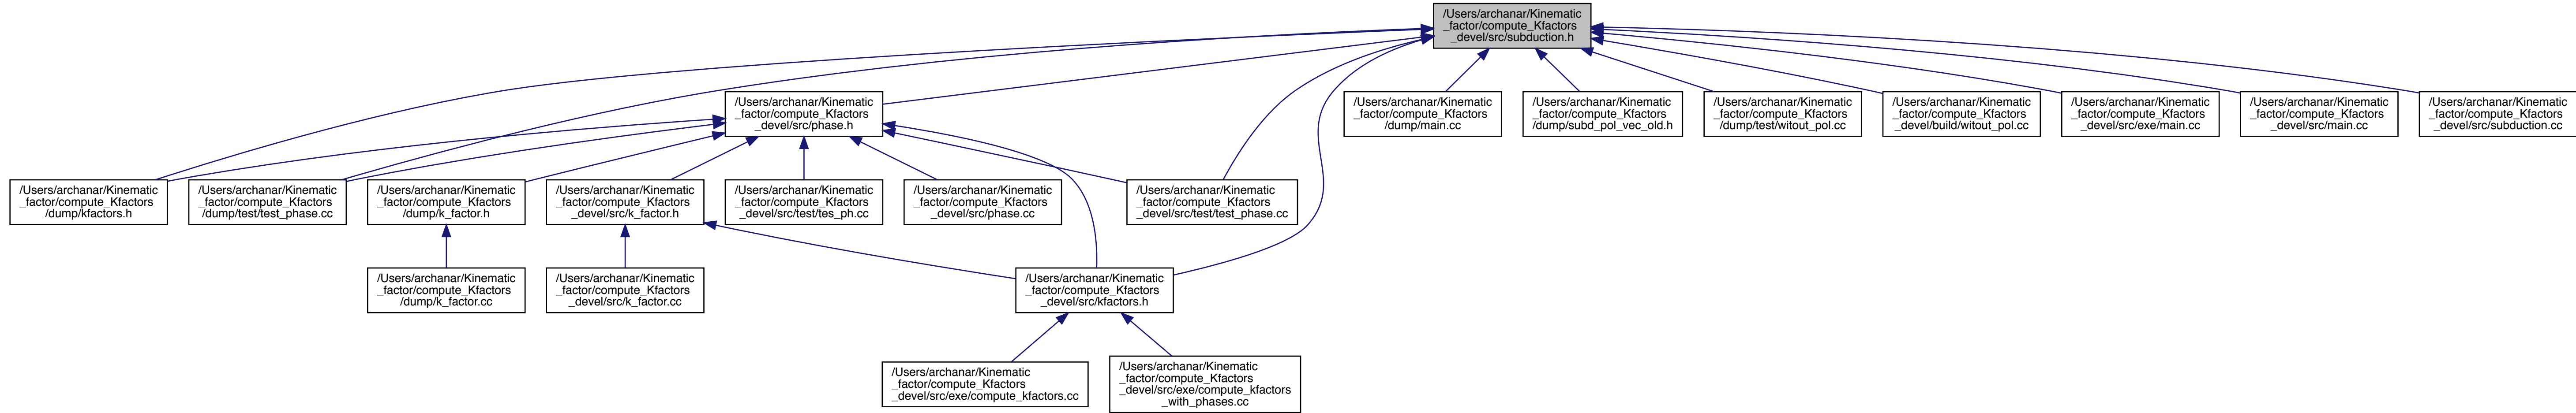 /Users/archanar/Kinematic
_factor/compute_Kfactors
_devel/src/subduction.h
/Users/archanar/Kinematic
_factor/compute_Kfactors
_devel/src/phase.h
/Users/archanar/Kinematic
_factor/compute_Kfactors
/dump/main.cc
/Users/archanar/Kinematic
_factor/compute_Kfactors
/dump/subd_pol_vec_old.h
/Users/archanar/Kinematic
_factor/compute_Kfactors
/dump/test/witout_pol.cc
/Users/archanar/Kinematic
_factor/compute_Kfactors
_devel/build/witout_pol.cc
/Users/archanar/Kinematic
_factor/compute_Kfactors
_devel/src/exe/main.cc
/Users/archanar/Kinematic
_factor/compute_Kfactors
_devel/src/main.cc
/Users/archanar/Kinematic
_factor/compute_Kfactors
_devel/src/subduction.cc
/Users/archanar/Kinematic
_factor/compute_Kfactors
/dump/kfactors.h
/Users/archanar/Kinematic
_factor/compute_Kfactors
/dump/test/test_phase.cc
/Users/archanar/Kinematic
_factor/compute_Kfactors
/dump/k_factor.h
/Users/archanar/Kinematic
_factor/compute_Kfactors
_devel/src/k_factor.h
/Users/archanar/Kinematic
_factor/compute_Kfactors
_devel/src/test/tes_ph.cc
/Users/archanar/Kinematic
_factor/compute_Kfactors
_devel/src/phase.cc
/Users/archanar/Kinematic
_factor/compute_Kfactors
_devel/src/test/test_phase.cc
/Users/archanar/Kinematic
_factor/compute_Kfactors
/dump/k_factor.cc
/Users/archanar/Kinematic
_factor/compute_Kfactors
_devel/src/k_factor.cc
/Users/archanar/Kinematic
_factor/compute_Kfactors
_devel/src/kfactors.h
/Users/archanar/Kinematic
_factor/compute_Kfactors
_devel/src/exe/compute_kfactors.cc
/Users/archanar/Kinematic
_factor/compute_Kfactors
_devel/src/exe/compute_kfactors
_with_phases.cc